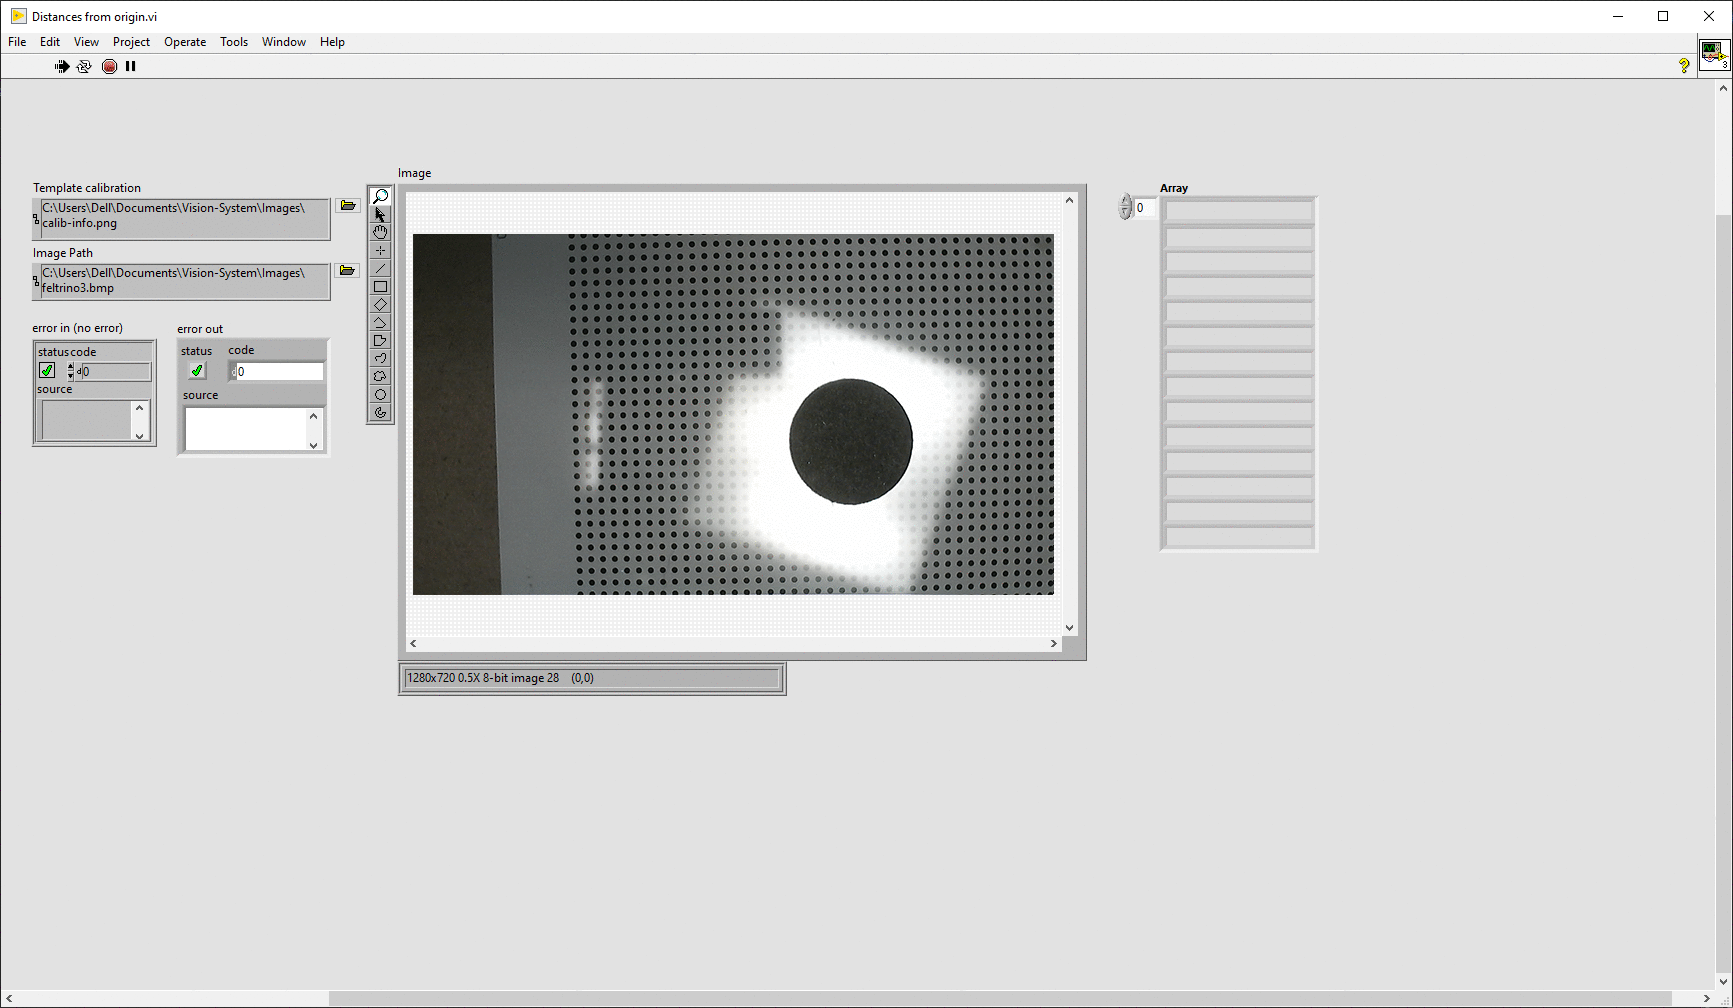 Distances from origin.vi
File Edit View Project Operate Tools Window Help
3
Image
Template calibration
C:\Users\Dell\Documents\Vision-System\Images\
calib-info.png
Image Path
C:\Users\Dell\Documents\Vision-System\Images\
feltrino3.bmp
error in (no error)
status code
d 0
source
error out
status code
d 0
source
1280x720 0.5X 8-bit image 28 (0,0)
Array
0